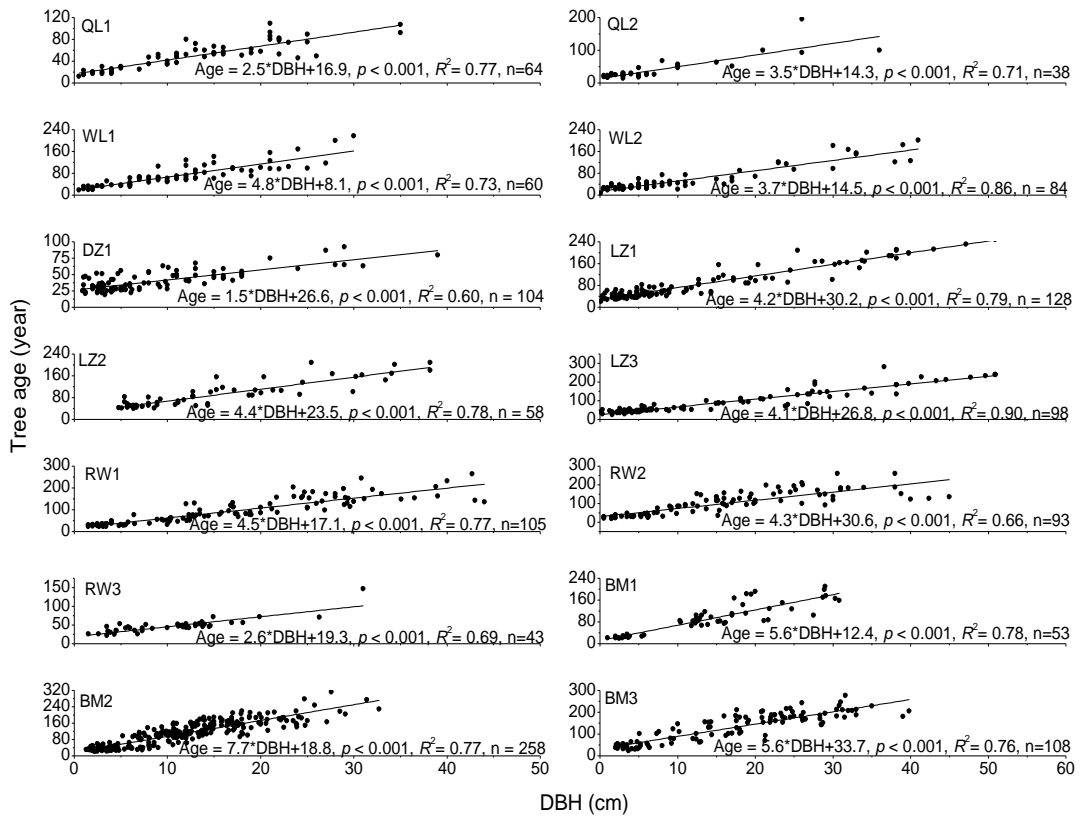 QL1
120
80
40
0
Age = 2.5*DBH+16.9, p < 0.001, R²= 0.77, n=64
QL2
200
100
0
Age = 3.5*DBH+14.3, p < 0.001, R²= 0.71, n=38
WL1
240
160
80
0
Age = 4.8*DBH+8.1, p < 0.001, R²= 0.73, n=60
WL2
240
160
80
0
Age = 3.7*DBH+14.5, p < 0.001, R²= 0.86, n = 84
DZ1
100
75
50
25
0
Age = 1.5*DBH+26.6, p < 0.001, R²= 0.60, n = 104
LZ1
240
160
80
0
Age = 4.2*DBH+30.2, p < 0.001, R²= 0.79, n = 128
LZ2
240
160
80
0
Age = 4.4*DBH+23.5, p < 0.001, R²= 0.78, n = 58
LZ3
300
200
100
0
Age = 4.1*DBH+26.8, p < 0.001, R²= 0.90, n=98
RW1
300
200
100
0
Age = 4.5*DBH+17.1, p < 0.001, R²= 0.77, n=105
RW2
300
200
100
0
Age = 4.3*DBH+30.6, p < 0.001, R²= 0.66, n=93
RW3
150
100
50
0
Age = 2.6*DBH+19.3, p < 0.001, R²= 0.69, n=43
BM1
240
160
80
0
Age = 5.6*DBH+12.4, p < 0.001, R²= 0.78, n=53
BM2
320
240
160
80
0
Age = 7.7*DBH+18.8, p < 0.001, R²= 0.77, n = 258
BM3
300
200
100
0
Age = 5.6*DBH+33.7, p < 0.001, R²= 0.76, n=108
0 10 20 30 40 50
0 10 20 30 40 50 60
Tree age (year)
DBH (cm)